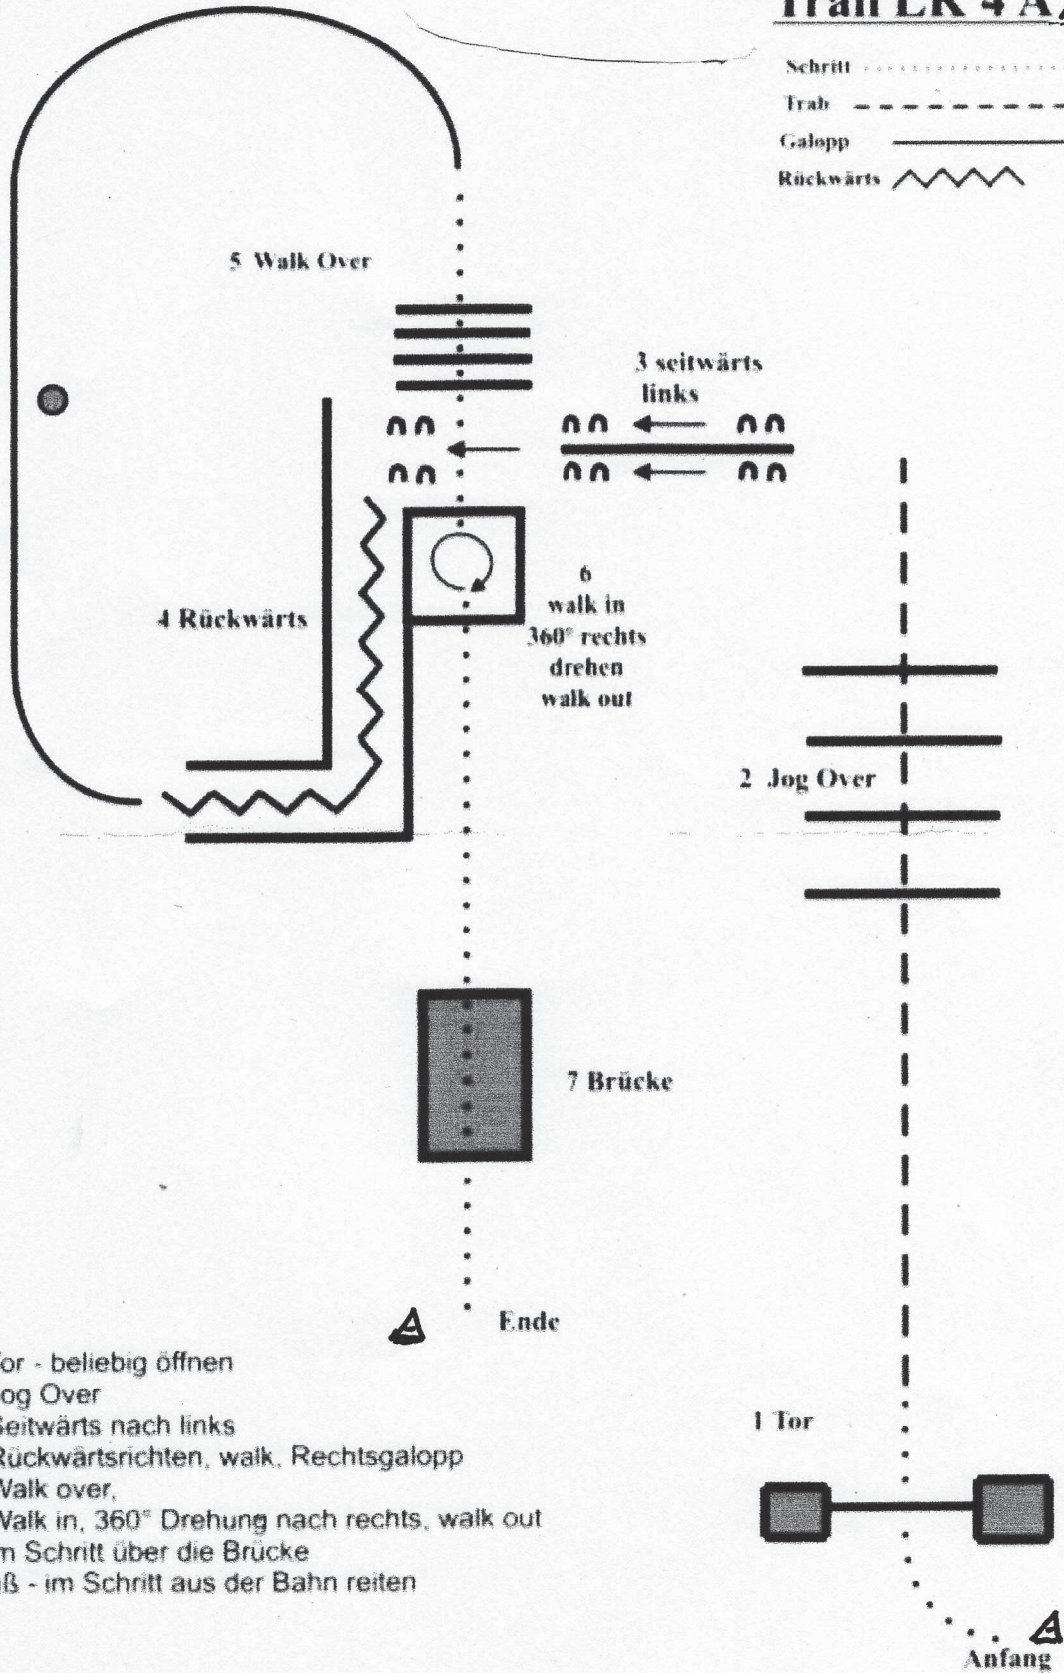 Trail LK 4 A
Schritt
Trab
Galopp
Rückwärts
5 Walk Over
3 seitwärts
links
4 Rückwärts
6
walk in
360° rechts
drehen
walk out
2 Jog Over
7 Brücke
Ende
1 Tor
or - beliebig öffnen
og Over
Seitwärts nach links
Rückwärtsrichten, walk, Rechtsgalopp
Walk over,
Walk in, 360° Drehung nach rechts, walk out
m Schritt über die Brücke
ß - im Schritt aus der Bahn reiten
Anfang